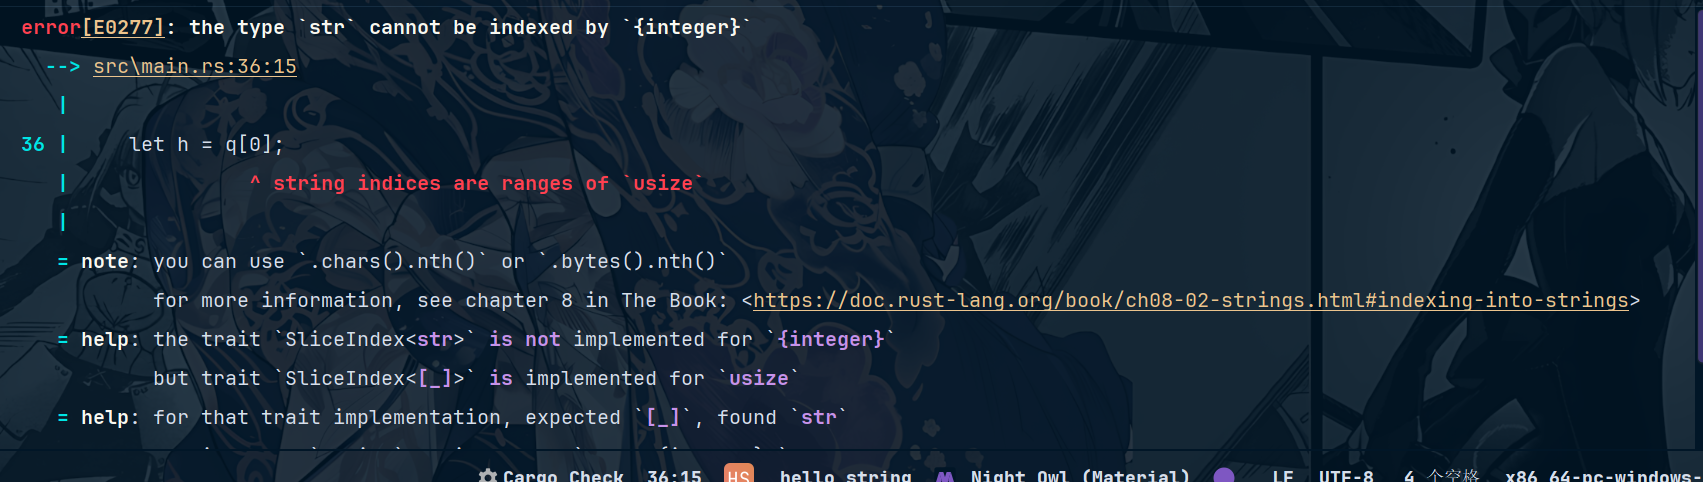 error[E0277]: the type `str` cannot be indexed by `{integer}`
--> src\main.rs:36:15
|
36 | let h = q[0];
| ^ string indices are ranges of `usize`
|
= note: you can use `.chars().nth()` or `.bytes().nth()`
for more information, see chapter 8 in The Book: <https://doc.rust-lang.org/book/ch08-02-strings.html#indexing-into-strings>
= help: the trait `SliceIndex<str>` is not implemented for `{integer}`
but trait `SliceIndex<[_]>` is implemented for `usize`
= help: for that trait implementation, expected `[_]`, found `str`
Cargo Check 36:15 HS hello_string Night Owl (Material) LF UTF-8 4 个空格 x86_64-pc-windows-